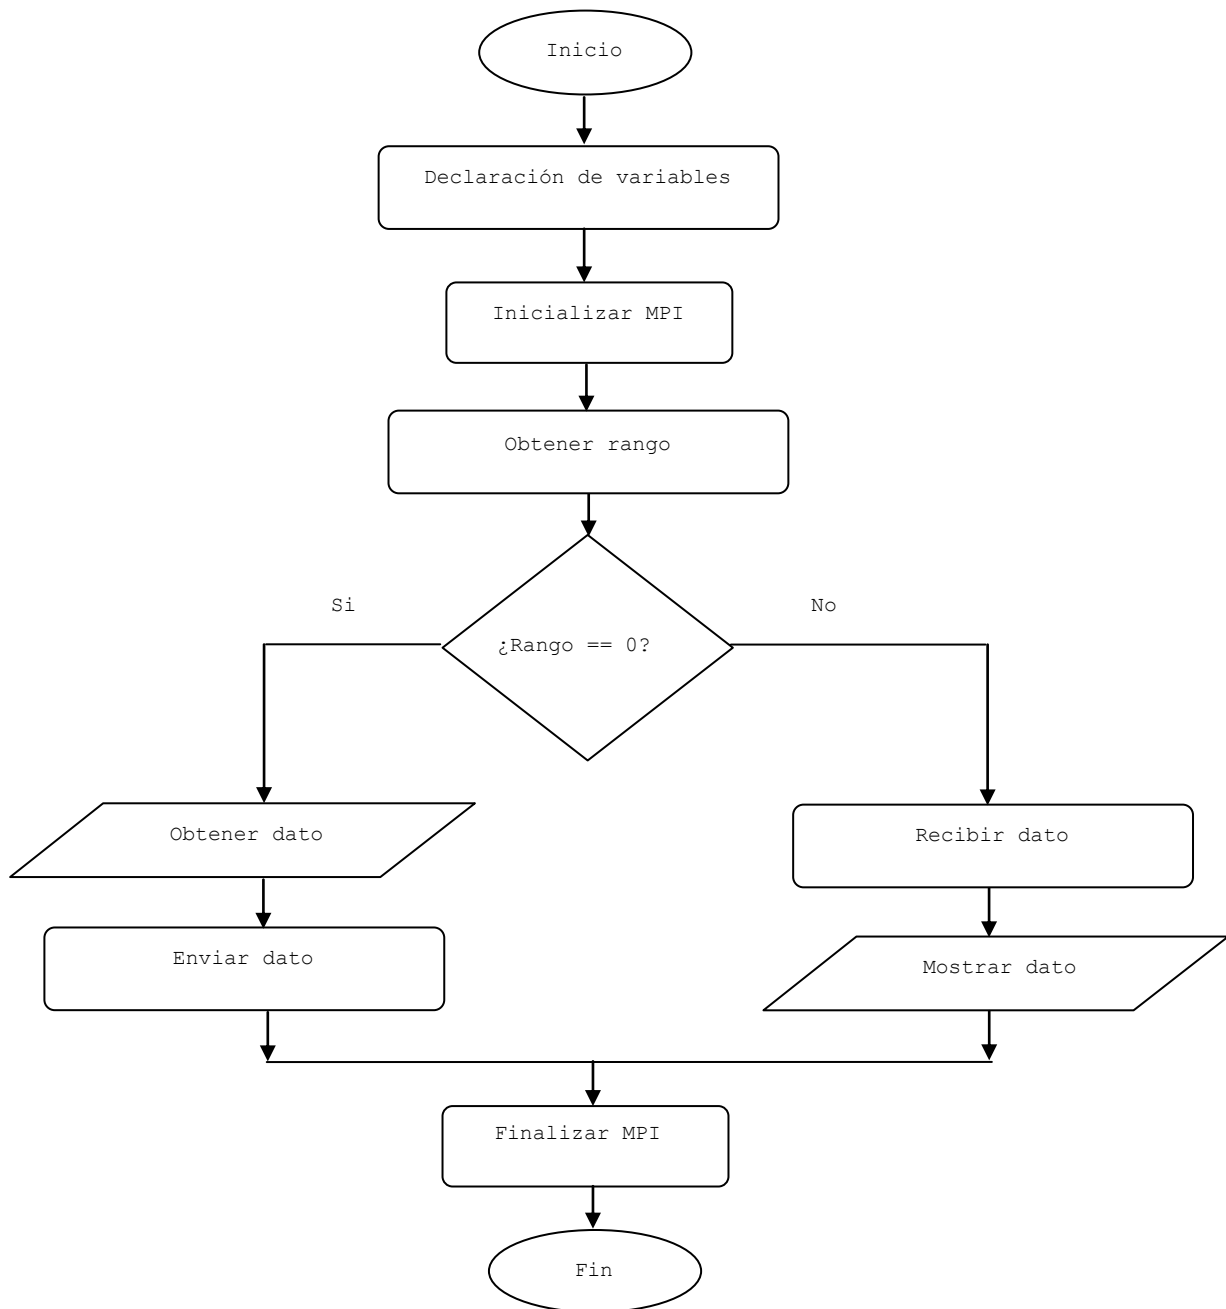 Inicio
Declaración de variables
Inicializar MPI
Obtener rango
Si
No
¿Rango == 0?
Obtener dato
Recibir dato
Enviar dato
Mostrar dato
Finalizar MPI
Fin